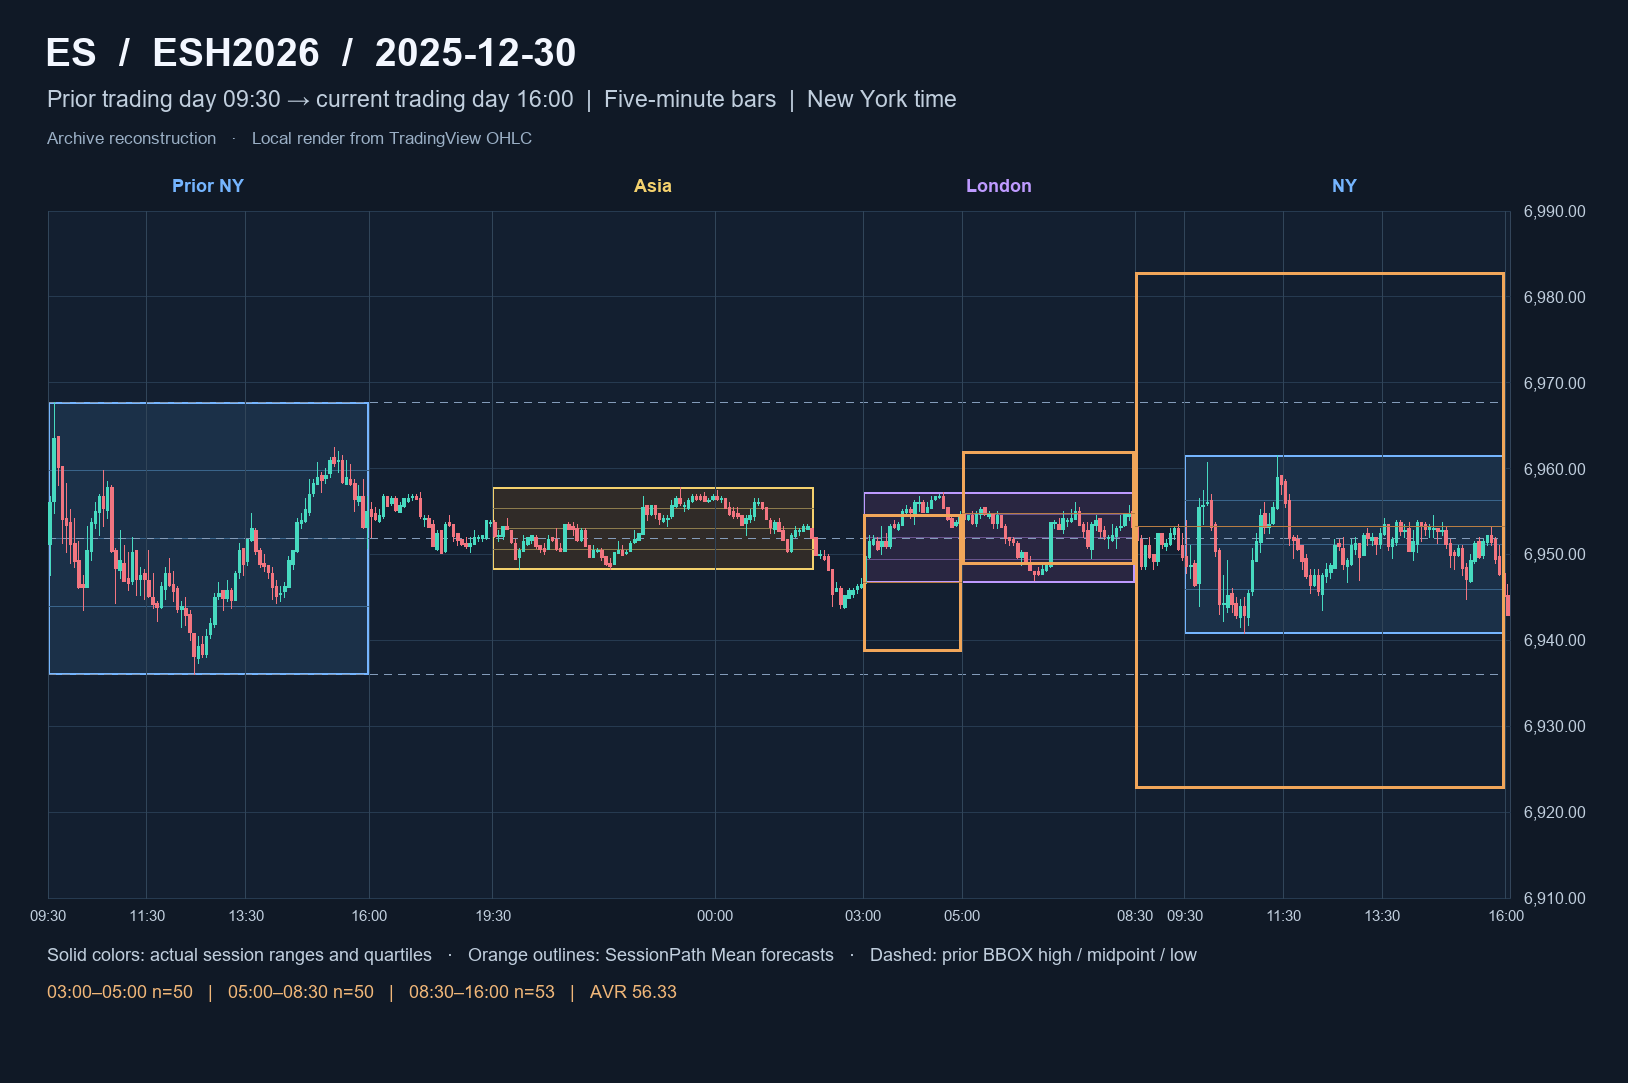 ES / ESH2026 / 2025-12-30
Prior trading day 09:30 → current trading day 16:00 | Five-minute bars | New York time
Archive reconstruction · Local render from TradingView OHLC
Prior NY Asia London NY
6,990.00
6,980.00
6,970.00
6,960.00
6,950.00
6,940.00
6,930.00
6,920.00
6,910.00
09:30 11:30 13:30 16:00 19:30 00:00 03:00 05:00 08:30 09:30 11:30 13:30 16:00
Solid colors: actual session ranges and quartiles · Orange outlines: SessionPath Mean forecasts · Dashed: prior BBOX high / midpoint / low
03:00–05:00 n=50 | 05:00–08:30 n=50 | 08:30–16:00 n=53 | AVR 56.33